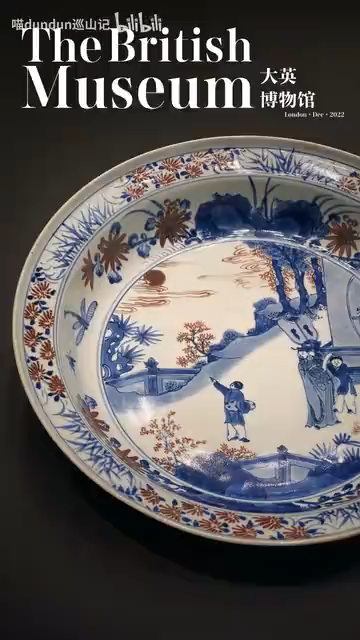 喵dundun巡山记 bilibili
The British
Museum
大英
博物馆
London · Dec · 2022